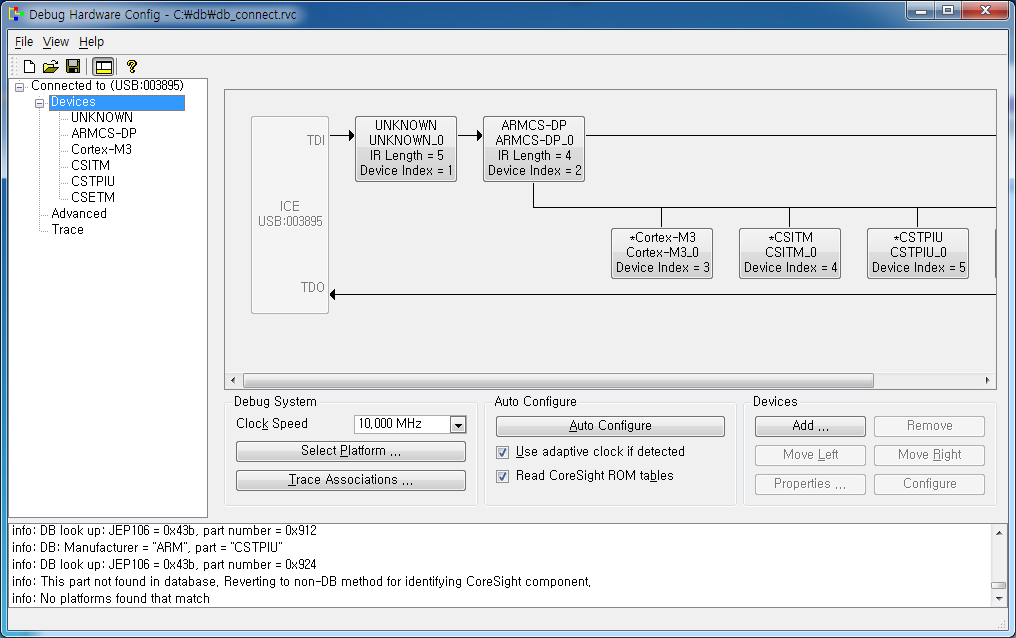 Debug Hardware Config - C:₩db₩db_connect.rvc
File View Help
Connected to (USB:003895)
Devices
UNKNOWN
ARMCS-DP
Cortex-M3
CSITM
CSTPIU
CSETM
Advanced
Trace
TDI
ICE
USB:003895
TDO
UNKNOWN
UNKNOWN_0
IR Length = 5
Device Index = 1
ARMCS-DP
ARMCS-DP_0
IR Length = 4
Device Index = 2
*Cortex-M3
Cortex-M3_0
Device Index = 3
*CSITM
CSITM_0
Device Index = 4
*CSTPIU
CSTPIU_0
Device Index = 5
Debug System
Clock Speed 10,000 MHz
Select Platform ...
Trace Associations ...
Auto Configure
Auto Configure
Use adaptive clock if detected
Read CoreSight ROM tables
Devices
Add ... Remove
Move Left Move Right
Properties ... Configure
info: DB look up: JEP106 = 0x43b, part number = 0x912
info: DB: Manufacturer = "ARM", part = "CSTPIU"
info: DB look up: JEP106 = 0x43b, part number = 0x924
info: This part not found in database, Reverting to non-DB method for identifying CoreSight component,
info: No platforms found that match